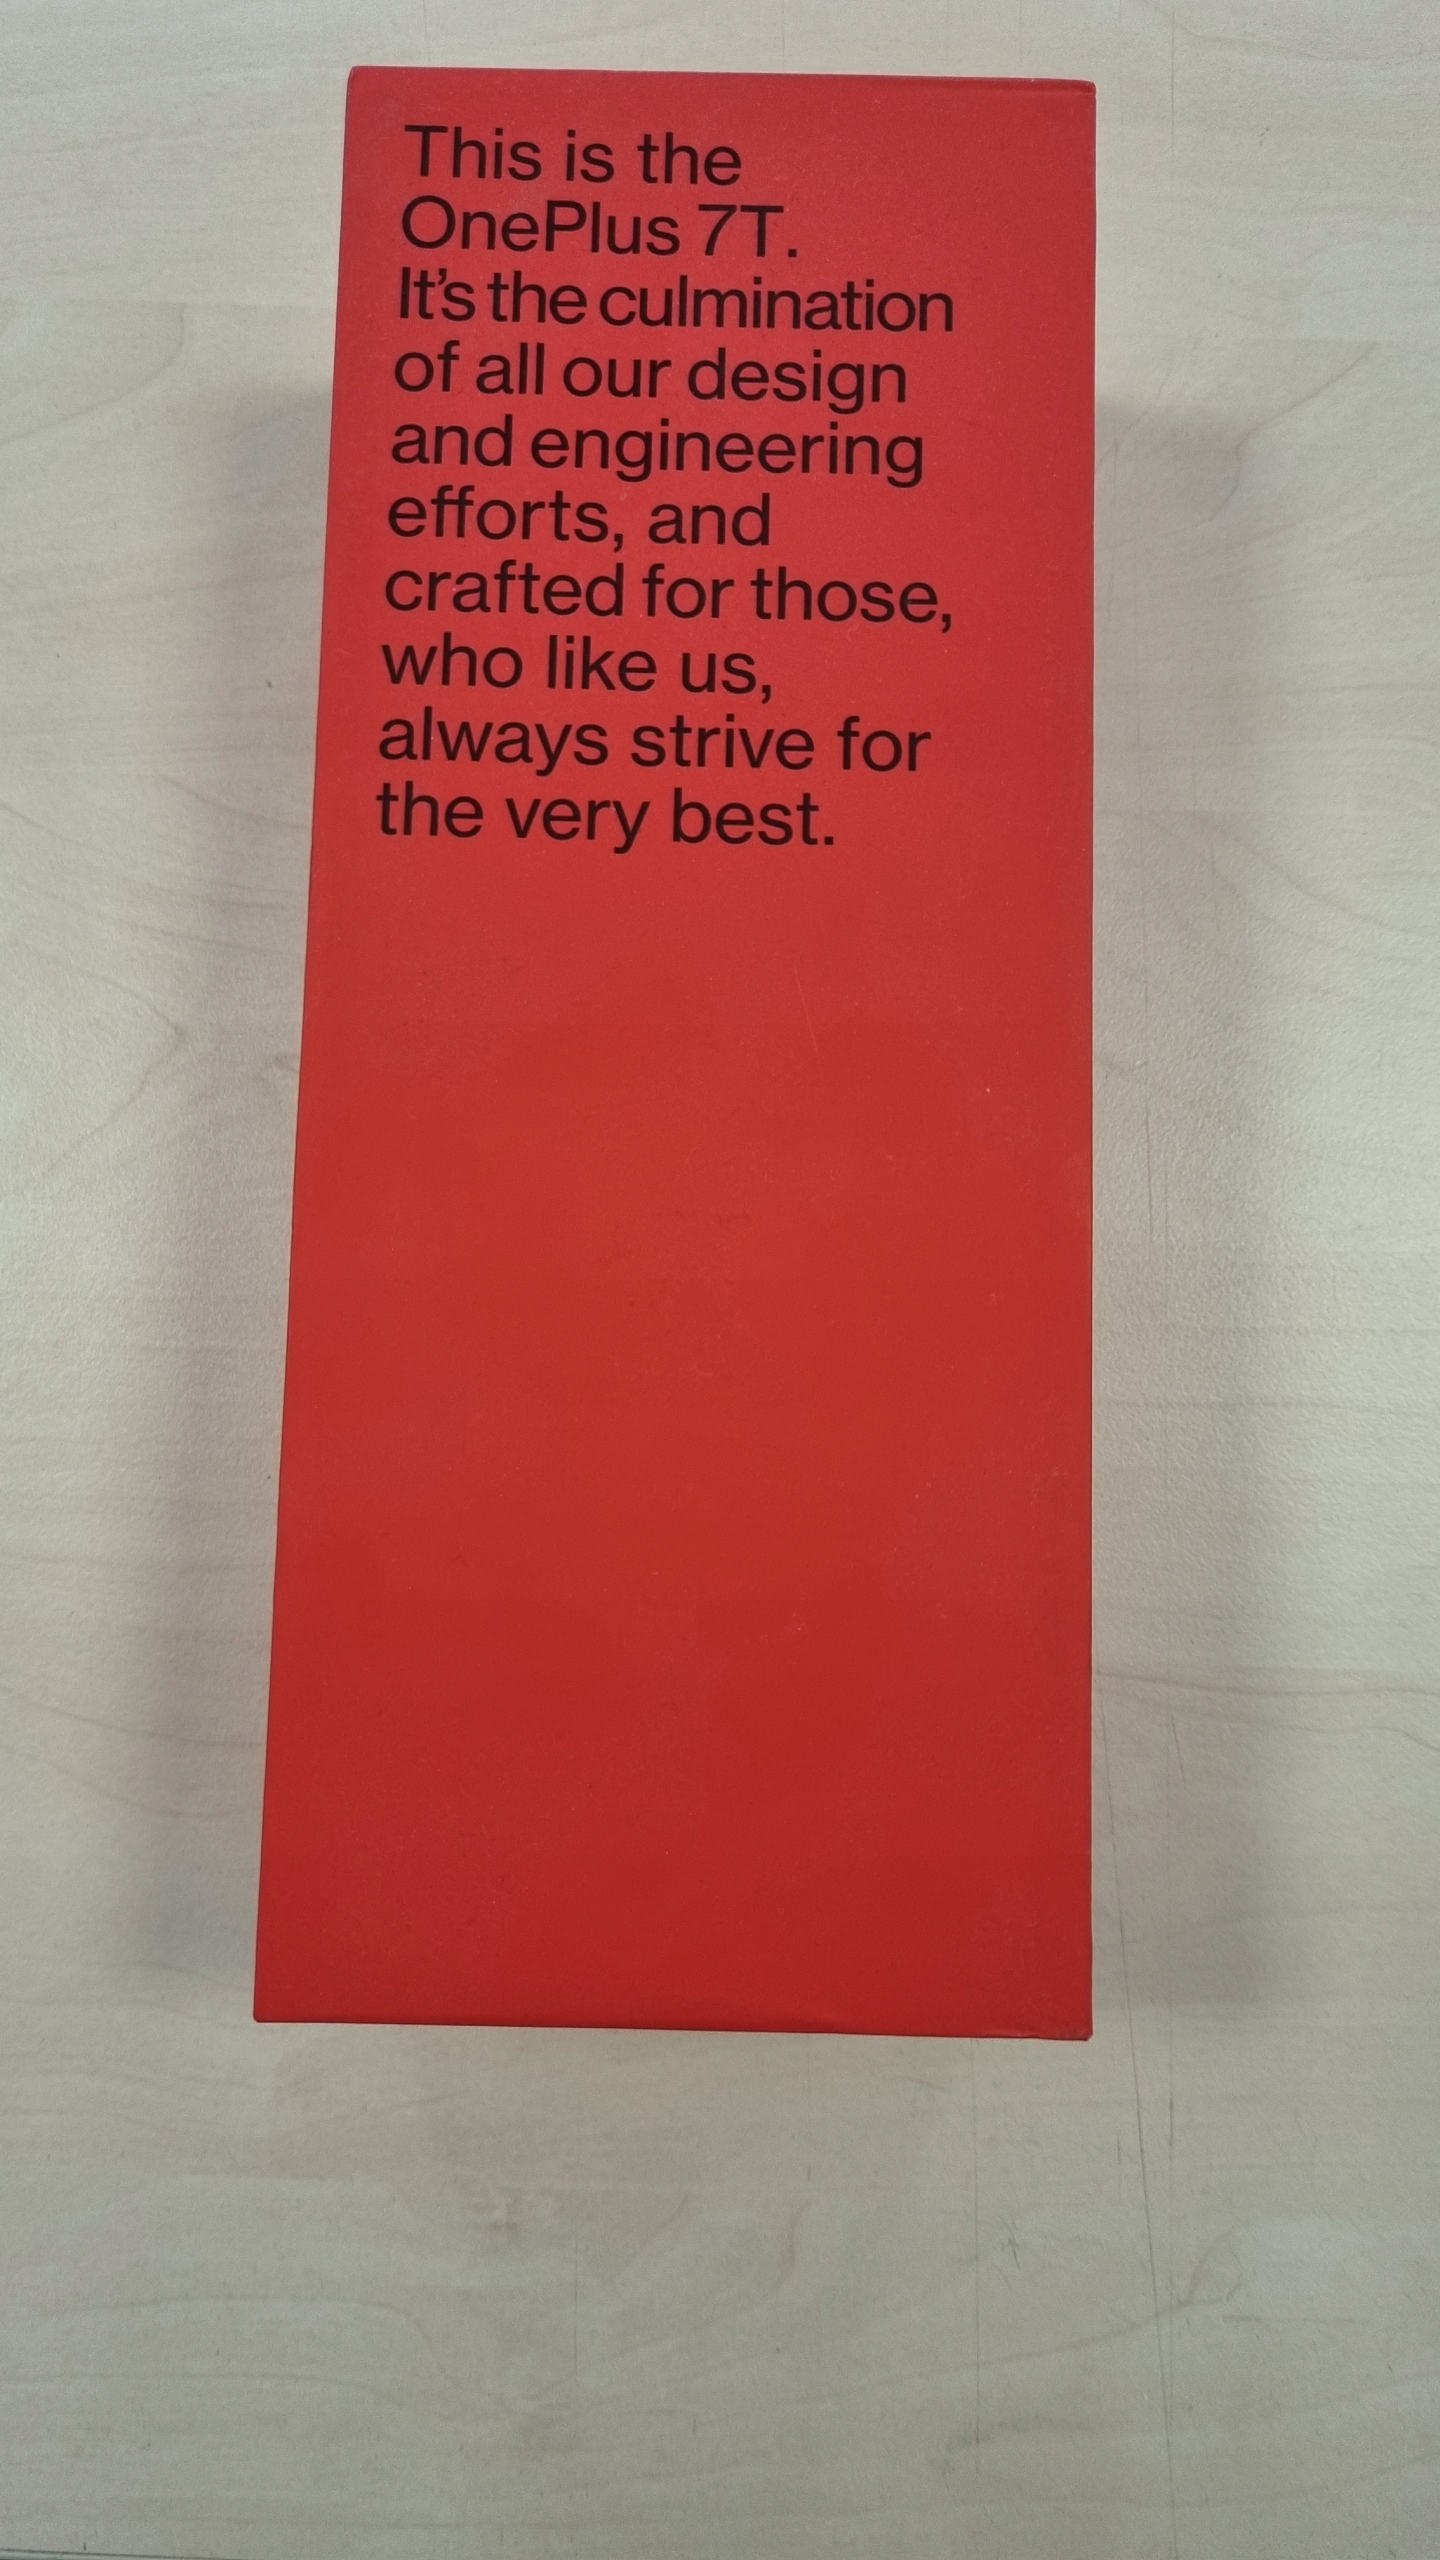 This is the
OnePlus 7T.
It’s the culmination
of all our design
and engineering
efforts, and
crafted for those,
who like us,
always strive for
the very best.